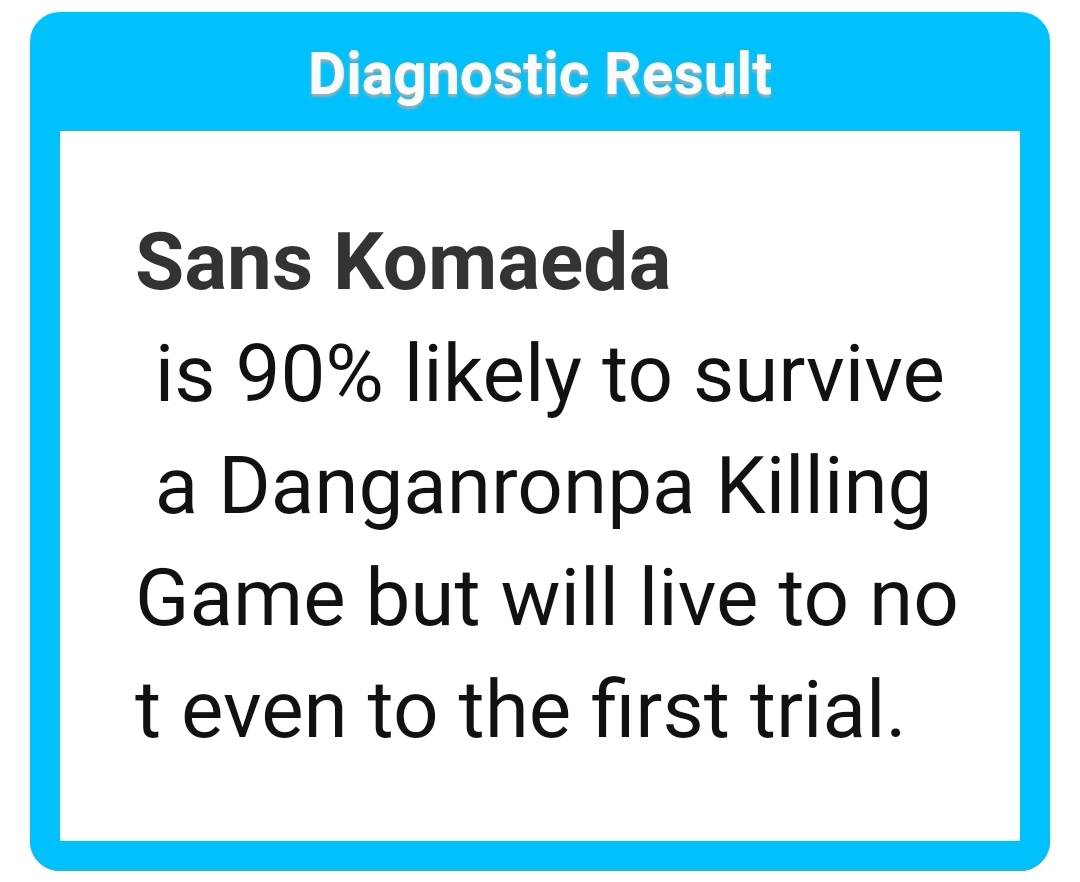 Diagnostic Result
Sans Komaeda
is 90% likely to survive
a Danganronpa Killing
Game but will live to no
t even to the first trial.